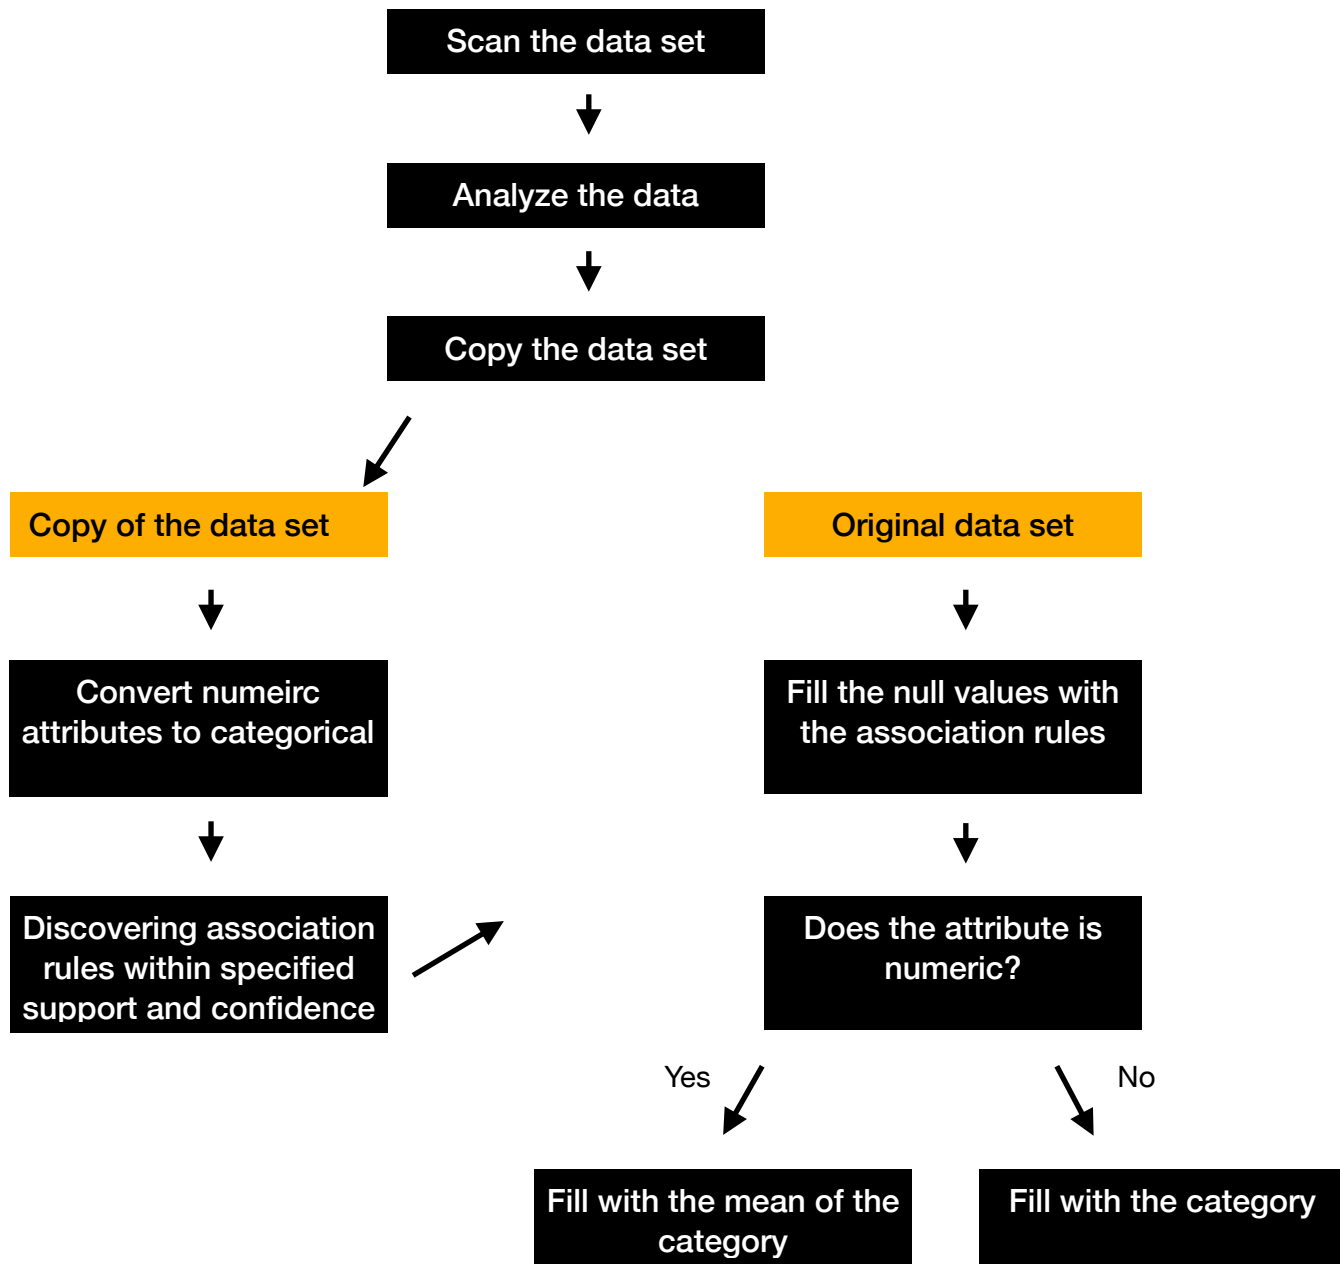 Scan the data set
Analyze the data
Copy the data set
Copy of the data set
Original data set
Convert numeirc
attributes to categorical
Fill the null values with
the association rules
Discovering association
rules within specified
support and confidence
Does the attribute is
numeric?
Yes
No
Fill with the mean of the
category
Fill with the category